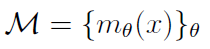 ℳ = {m_θ(x)}_θ